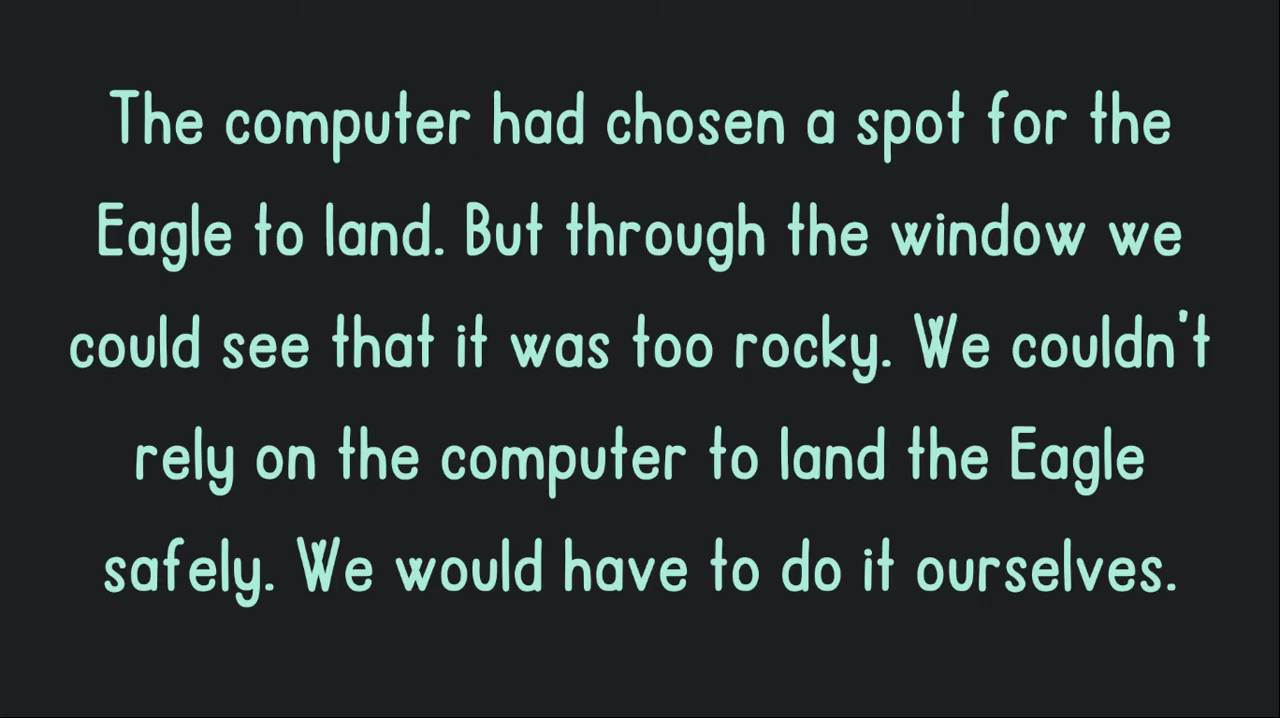 The computer had chosen a spot for the
Eagle to land. But through the window we
could see that it was too rocky. We couldn't
rely on the computer to land the Eagle
safely. We would have to do it ourselves.